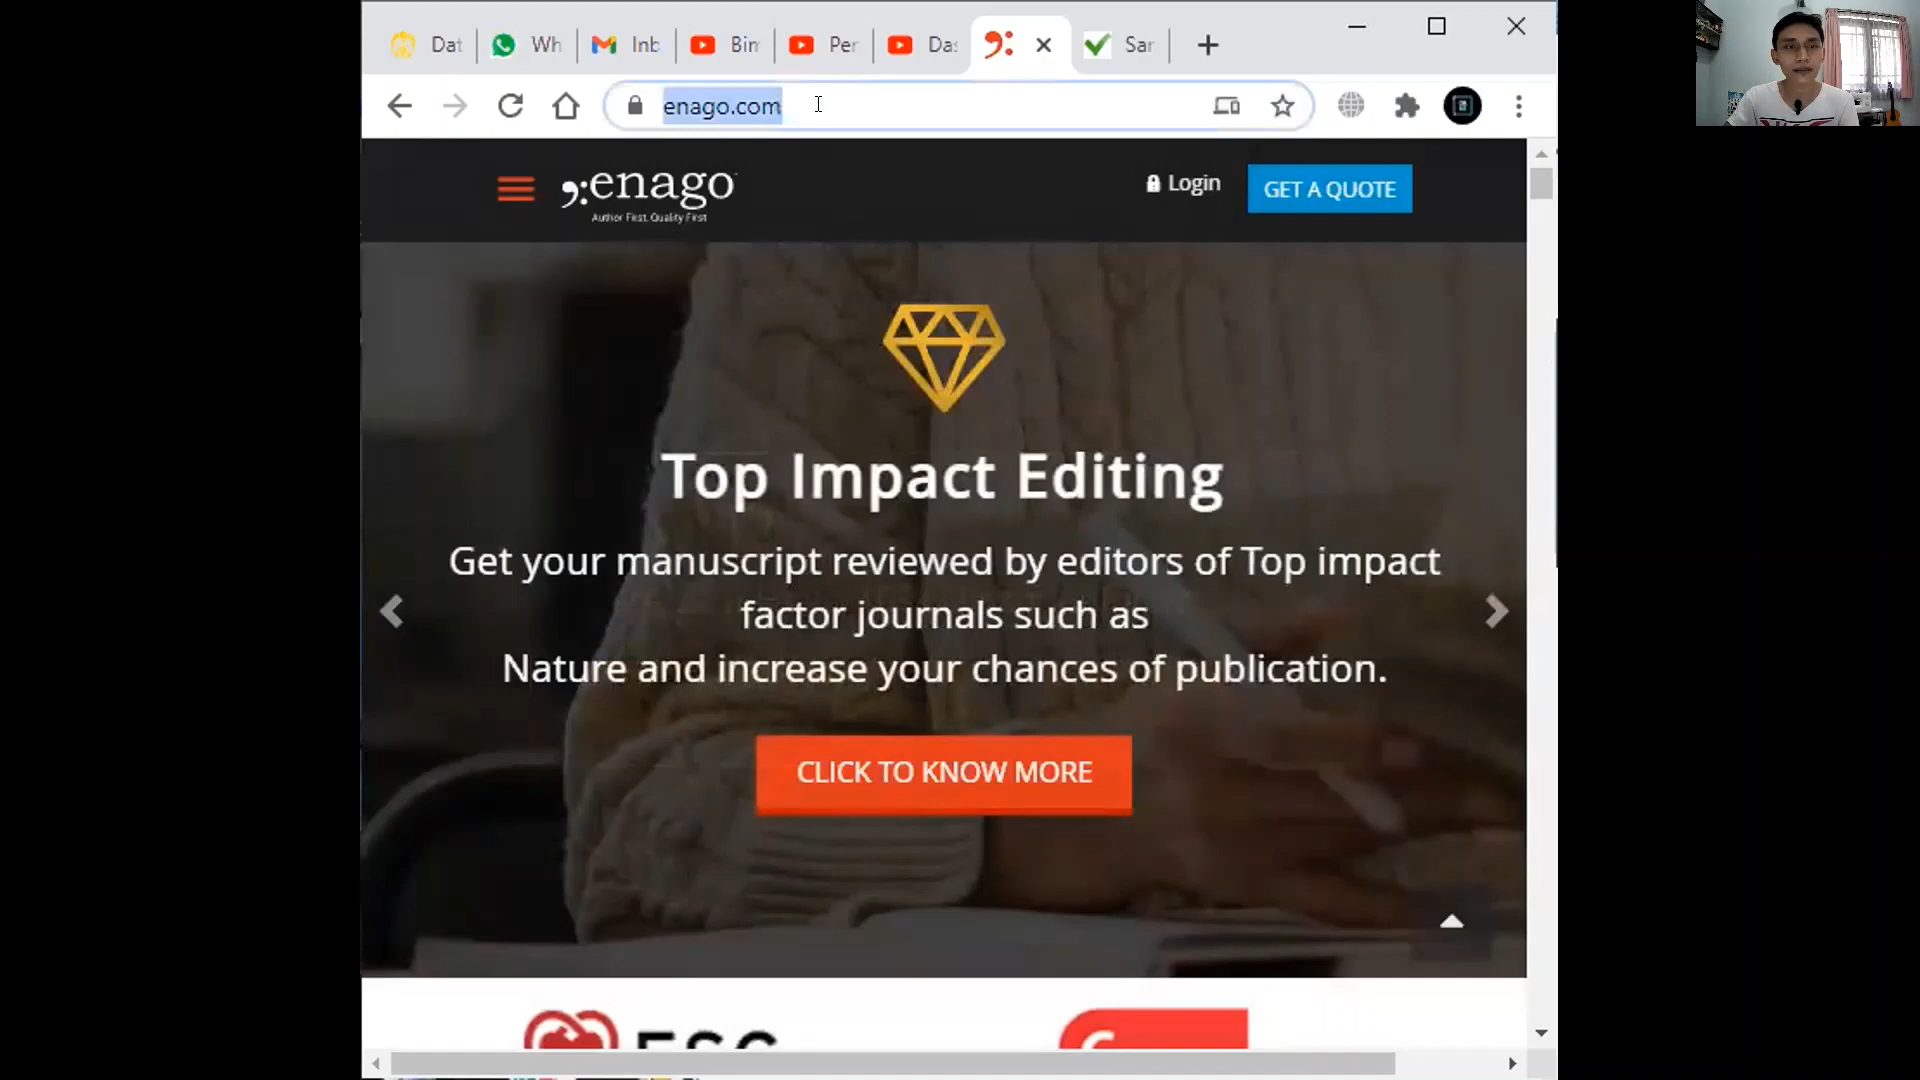 Dat
Wh
Inb
Bin
Per
Das
Sar
enago.com
enago
Author First, Quality First
Login
GET A QUOTE
Top Impact Editing
Get your manuscript reviewed by editors of Top impact
factor journals such as
Nature and increase your chances of publication.
CLICK TO KNOW MORE